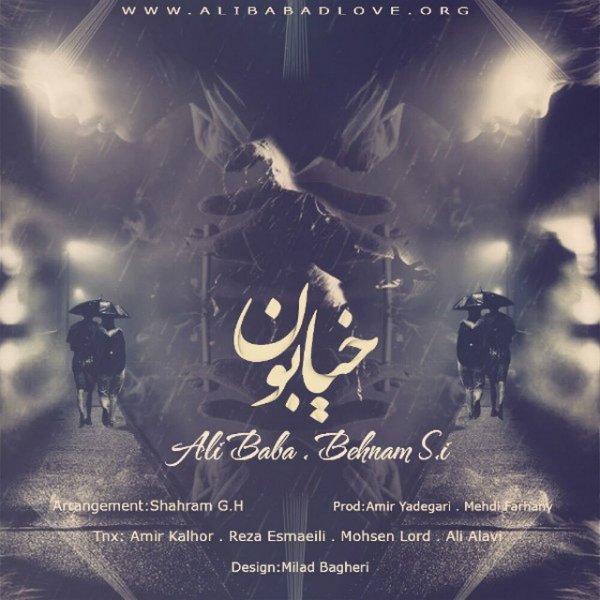 WWW.ALIBABADLOVE.ORG
خیابون
Ali Baba . Behnam S.i
Arrangement:Shahram G.H
Prod:Amir Yadegari . Mehdi Farhany
Tnx: Amir Kalhor . Reza Esmaeili . Mohsen Lord . Ali Alavi
Design:Milad Bagheri